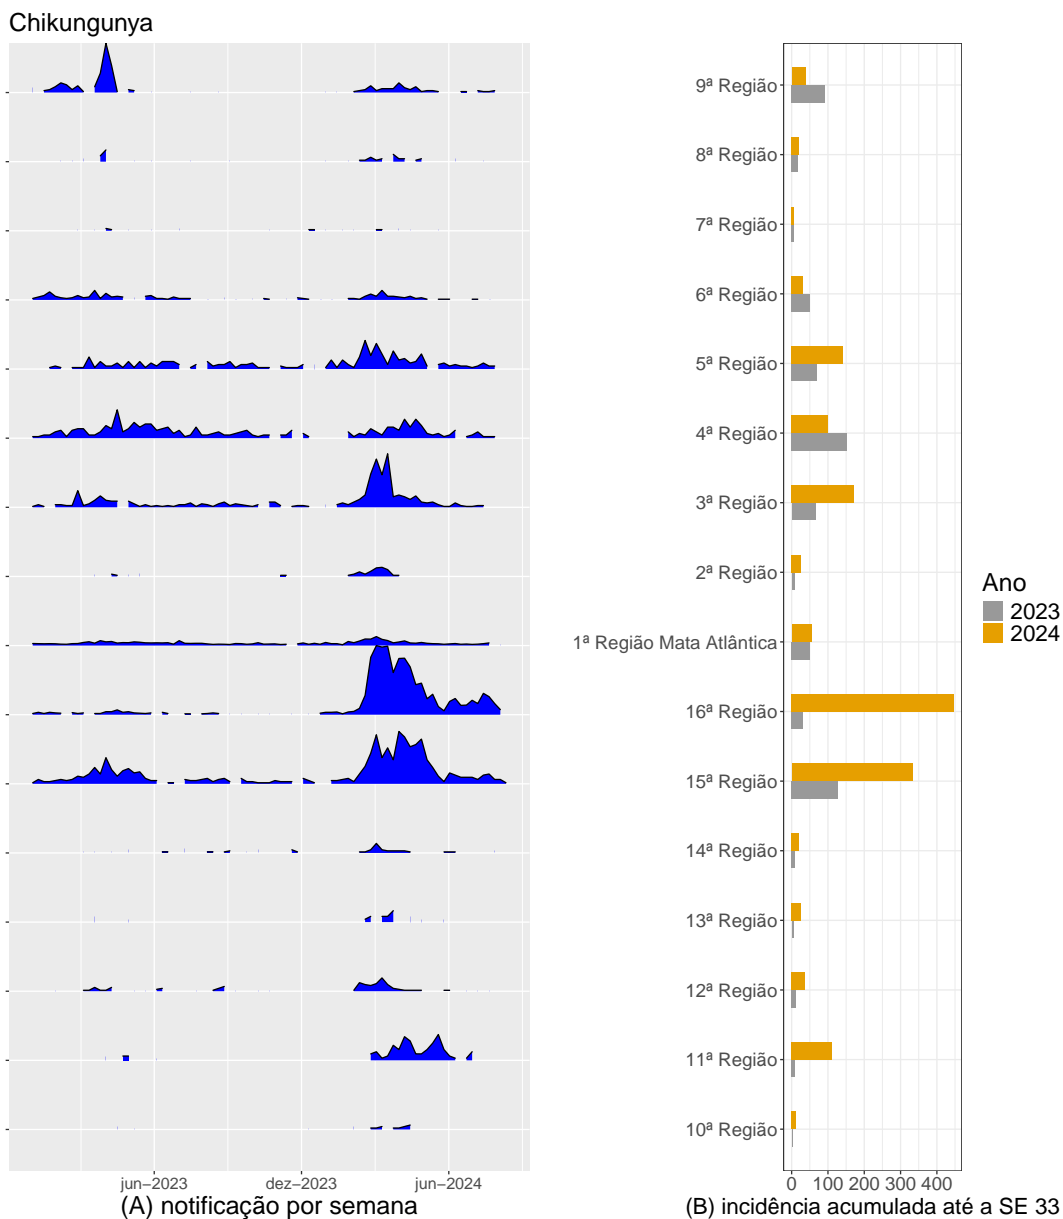 Chikungunya
9ª Região
8ª Região
7ª Região
6ª Região
5ª Região
4ª Região
3ª Região
2ª Região
1ª Região Mata Atlântica
16ª Região
15ª Região
14ª Região
13ª Região
12ª Região
11ª Região
10ª Região
Ano
2023
2024
jun−2023 dez−2023 jun−2024
0 100 200 300 400
(A) notificação por semana
(B) incidência acumulada até a SE 33